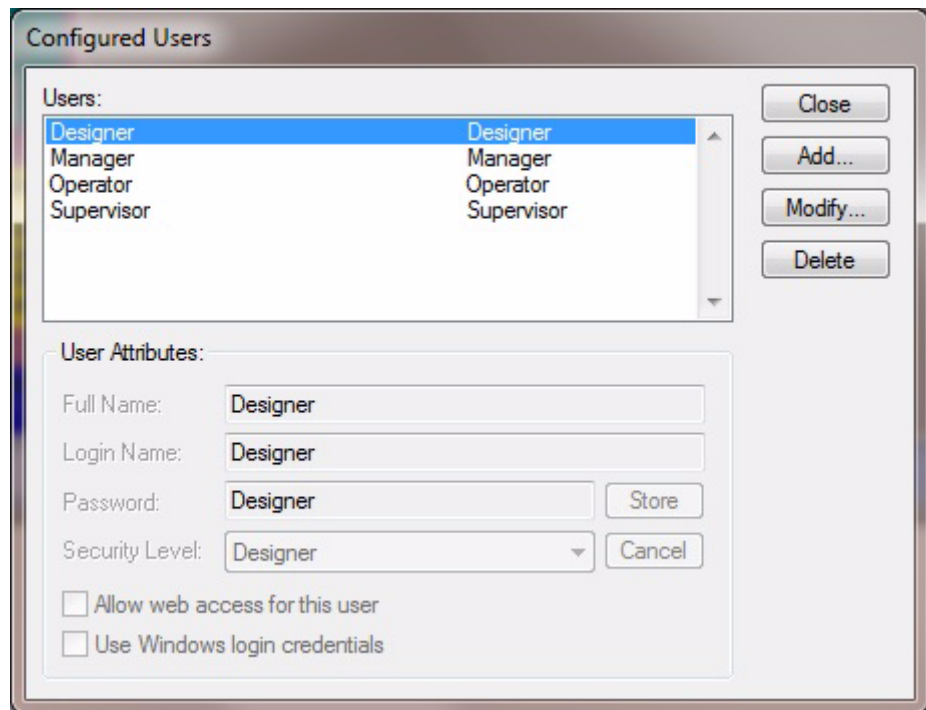 Configured Users
Users:
Designer Designer
Manager Manager
Operator Operator
Supervisor Supervisor
Close
Add...
Modify...
Delete
User Attributes:
Full Name: Designer
Login Name: Designer
Password: Designer Store
Security Level: Designer Cancel
Allow web access for this user
Use Windows login credentials